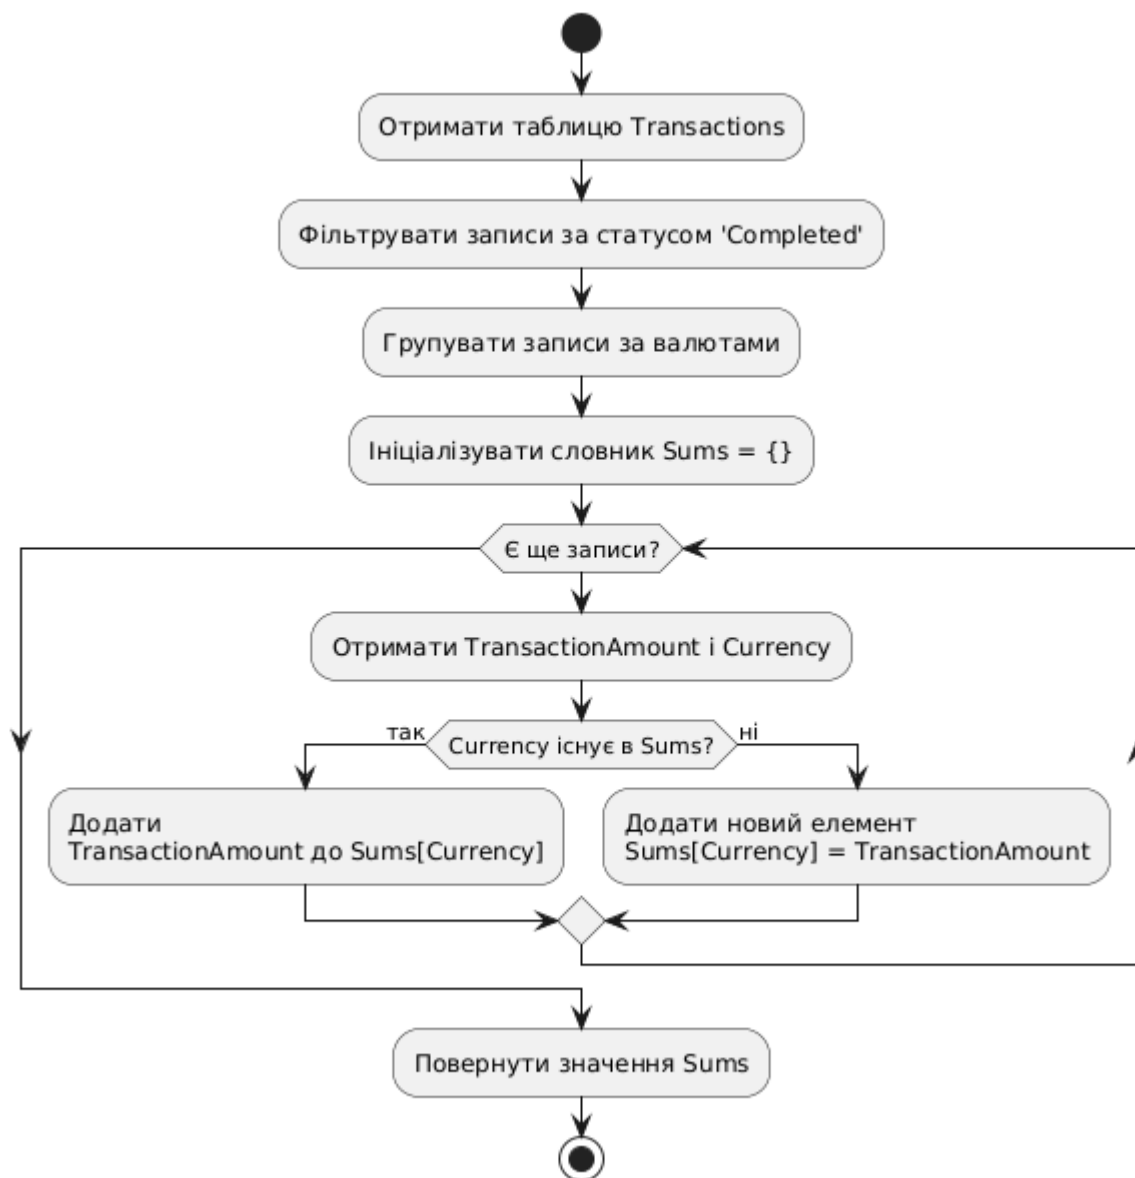 Отримати таблицю Transactions
Фільтрувати записи за статусом 'Completed'
Групувати записи за валютами
Ініціалізувати словник Sums = {}
Є ще записи?
Отримати TransactionAmount і Currency
так
Currency існує в Sums?
ні
Додати
TransactionAmount до Sums[Currency]
Додати новий елемент
Sums[Currency] = TransactionAmount
Повернути значення Sums